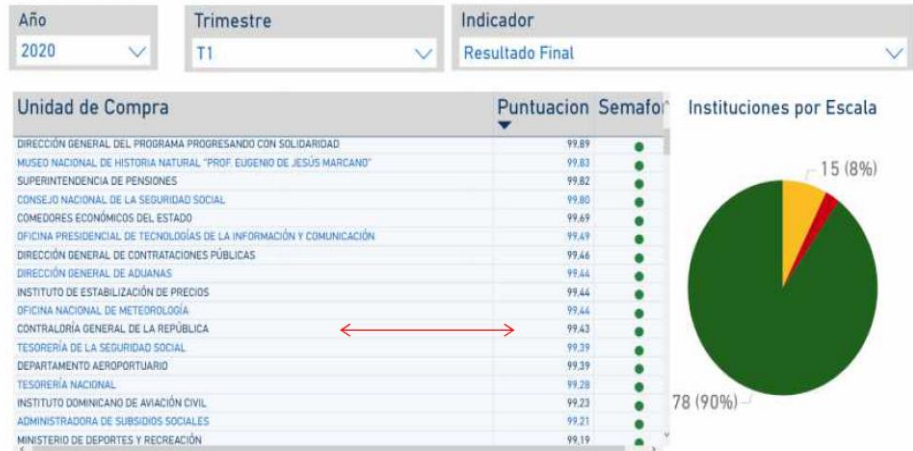 Año
2020
Trimestre
T1
Indicador
Resultado Final
Unidad de Compra Puntuacion Semafor
DIRECCIÓN GENERAL DEL PROGRAMA PROGRESANDO CON SOLIDARIDAD 99,89
MUSEO NACIONAL DE HISTORIA NATURAL "PROF. EUGENIO DE JESÚS MARCANO" 99,83
SUPERINTENDENCIA DE PENSIONES 99,82
CONSEJO NACIONAL DE LA SEGURIDAD SOCIAL 99,80
COMEDORES ECONÓMICOS DEL ESTADO 99,69
OFICINA PRESIDENCIAL DE TECNOLOGÍAS DE LA INFORMACIÓN Y COMUNICACIÓN 99,49
DIRECCIÓN GENERAL DE CONTRATACIONES PÚBLICAS 99,46
DIRECCIÓN GENERAL DE ADUANAS 99,44
INSTITUTO DE ESTABILIZACIÓN DE PRECIOS 99,44
OFICINA NACIONAL DE METEOROLOGÍA 99,44
CONTRALORÍA GENERAL DE LA REPÚBLICA 99,43
TESORERÍA DE LA SEGURIDAD SOCIAL 99,39
DEPARTAMENTO AEROPORTUARIO 99,39
TESORERÍA NACIONAL 99,28
INSTITUTO DOMINICANO DE AVIACIÓN CIVIL 99,23
ADMINISTRADORA DE SUBSIDIOS SOCIALES 99,21
MINISTERIO DE DEPORTES Y RECREACIÓN 99,19
Instituciones por Escala
15 (8%)
78 (90%)